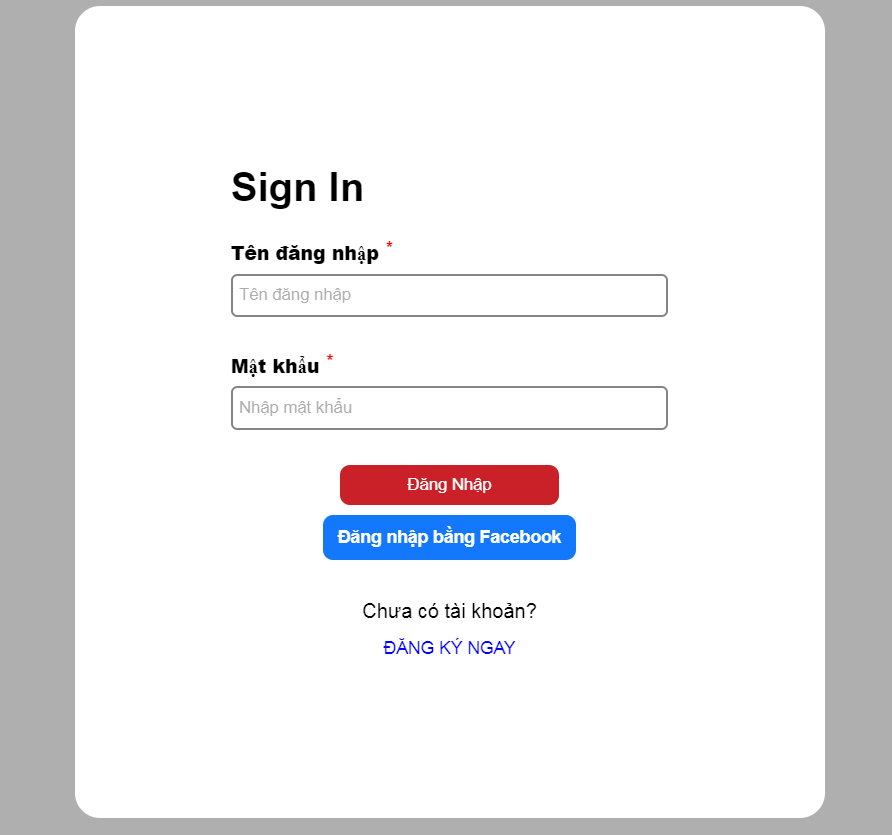 Sign In
Tên đăng nhập *
Tên đăng nhập
Mật khẩu *
Nhập mật khẩu
Đăng Nhập
Đăng nhập bằng Facebook
Chưa có tài khoản?
ĐĂNG KÝ NGAY